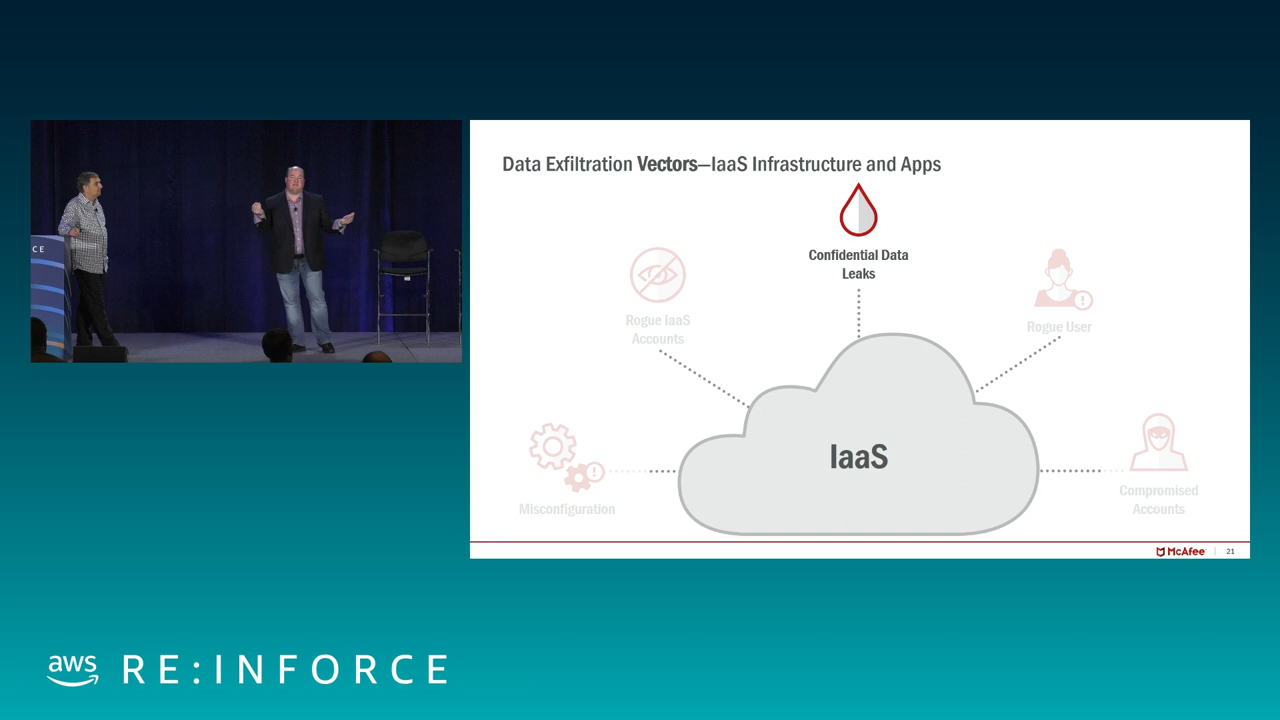 CE
Data Exfiltration Vectors—IaaS Infrastructure and Apps
Confidential Data
Leaks
Rogue IaaS
Accounts
Rogue User
IaaS
Misconfiguration
Compromised
Accounts
McAfee
21
aws RE:INFORCE